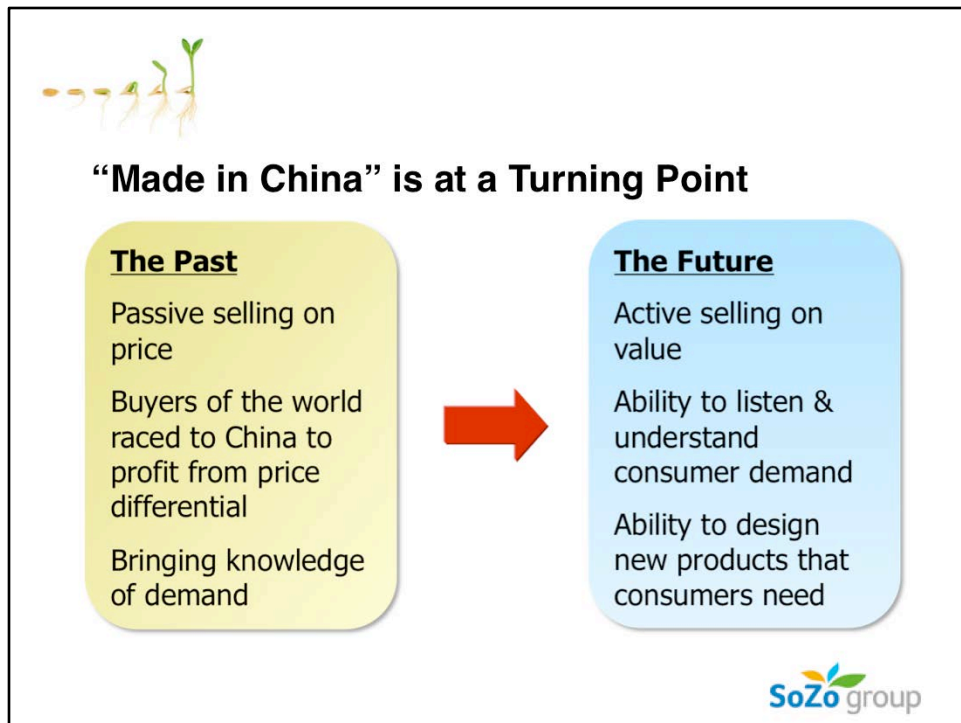 “Made in China” is at a Turning Point
The Past
Passive selling on
price
Buyers of the world
raced to China to
profit from price
differential
Bringing knowledge
of demand
The Future
Active selling on
value
Ability to listen &
understand
consumer demand
Ability to design
new products that
consumers need
SoZo group